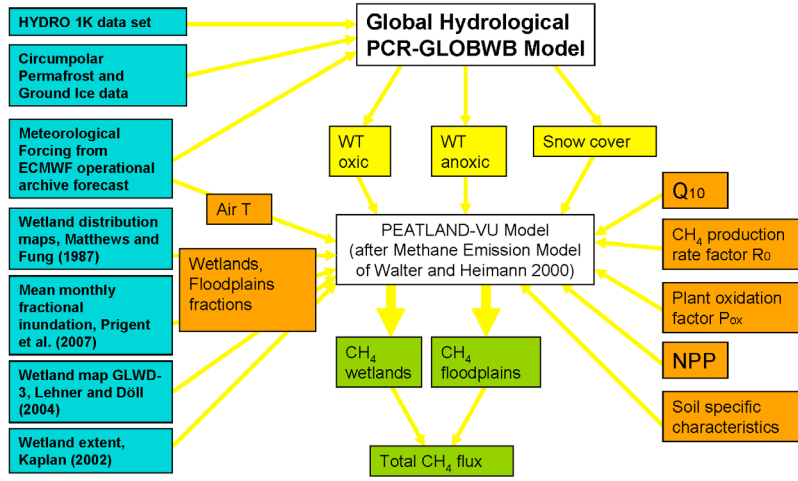 HYDRO 1K data set
Circumpolar
Permafrost and
Ground Ice data
Meteorological
Forcing from
ECMWF operational
archive forecast
Wetland distribution
maps, Matthews and
Fung (1987)
Mean monthly
fractional
inundation, Prigent
et al. (2007)
Wetland map GLWD-
3, Lehner and Döll
(2004)
Wetland extent,
Kaplan (2002)
Global Hydrological
PCR-GLOBWB Model
WT
oxic
WT
anoxic
Snow cover
Air T
Wetlands,
Floodplains
fractions
PEATLAND-VU Model
(after Methane Emission Model
of Walter and Heimann 2000)
Q10
CH4 production
rate factor R0
Plant oxidation
factor Pox
NPP
Soil specific
characteristics
CH4
wetlands
CH4
floodplains
Total CH4 flux